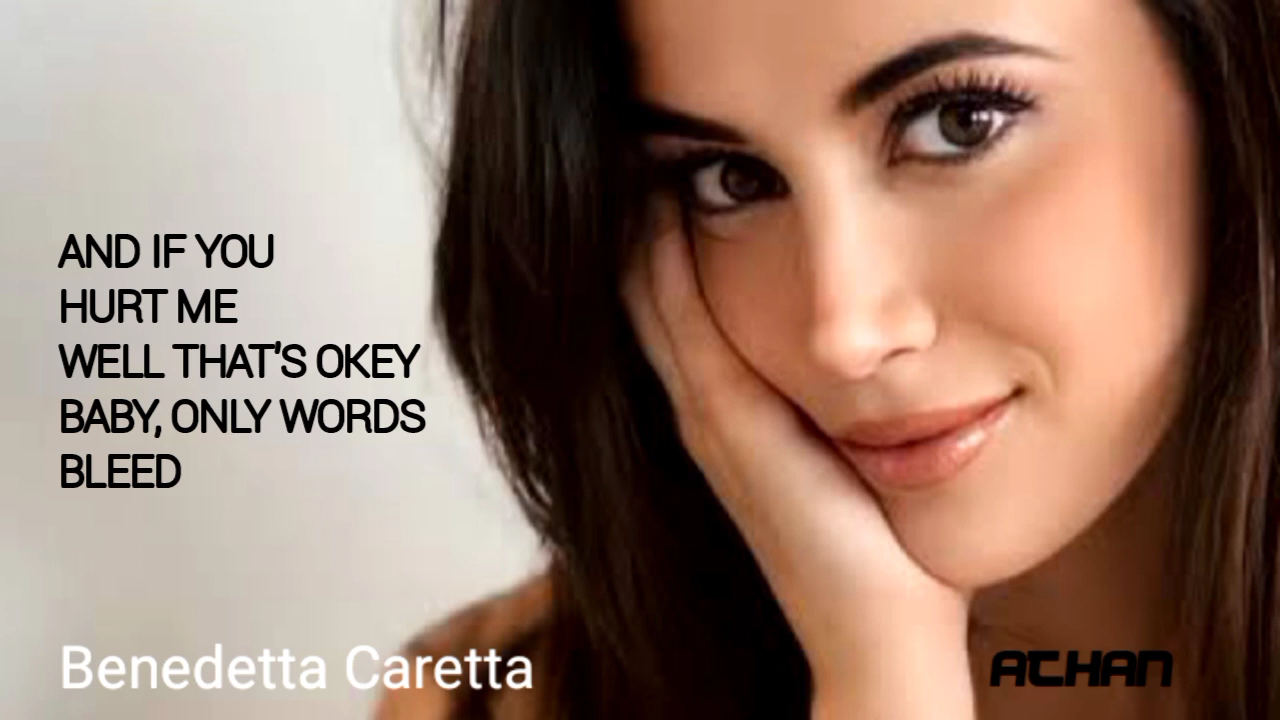 AND IF YOU
HURT ME
WELL THAT'S OKEY
BABY, ONLY WORDS
BLEED
Benedetta Caretta
ATHAN